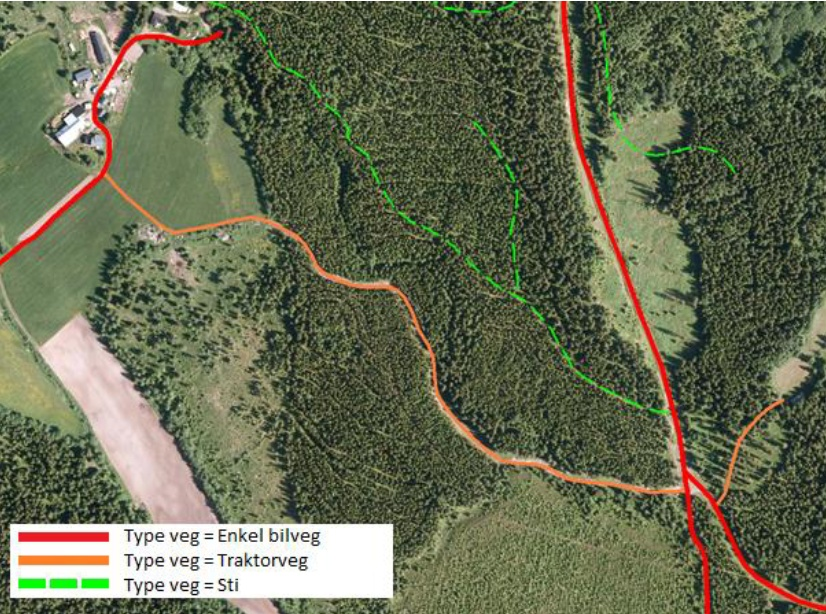 Type veg = Enkel bilveg
Type veg = Traktorveg
Type veg = Sti